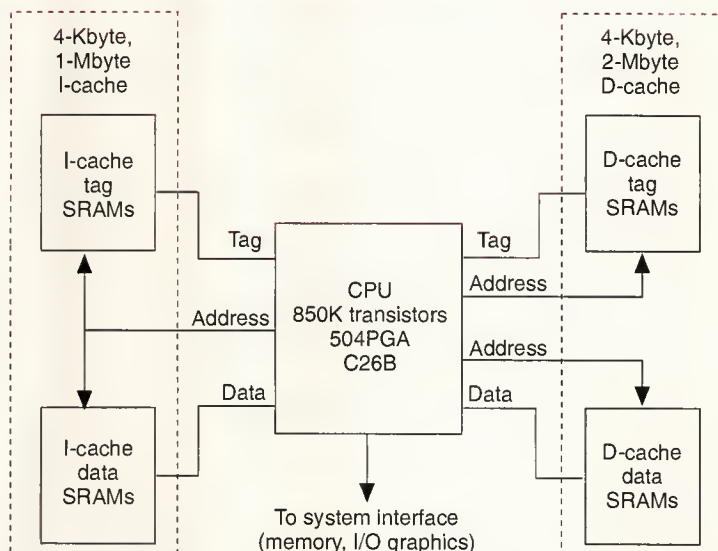 4-Kbyte,
1-Mbyte
I-cache
4-Kbyte,
2-Mbyte
D-cache
I-cache
tag
SRAMs
D-cache
tag
SRAMs
Tag
Tag
CPU
850K transistors
504PGA
C26B
Address
Address
Address
Data
Data
I-cache
data
SRAMs
D-cache
data
SRAMs
To system interface
(memory, I/O graphics)